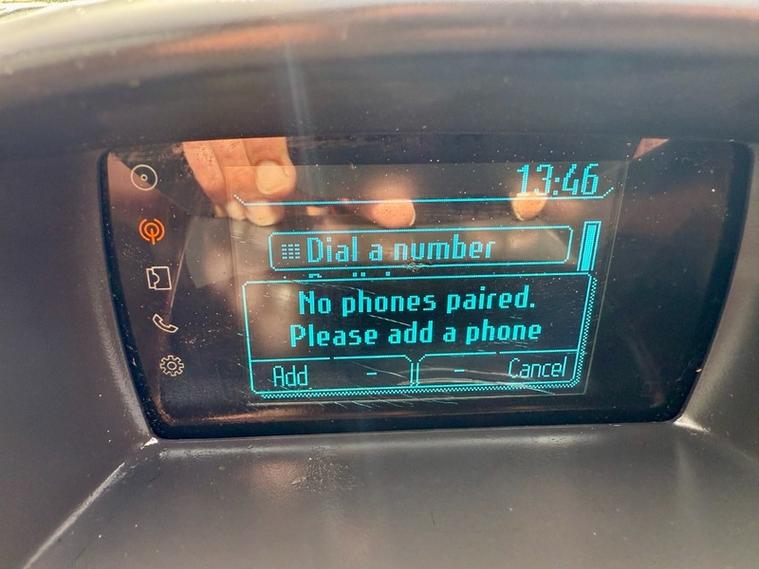 13:46
Dial a number
No phones paired.
Please add a phone
Add - - Cancel